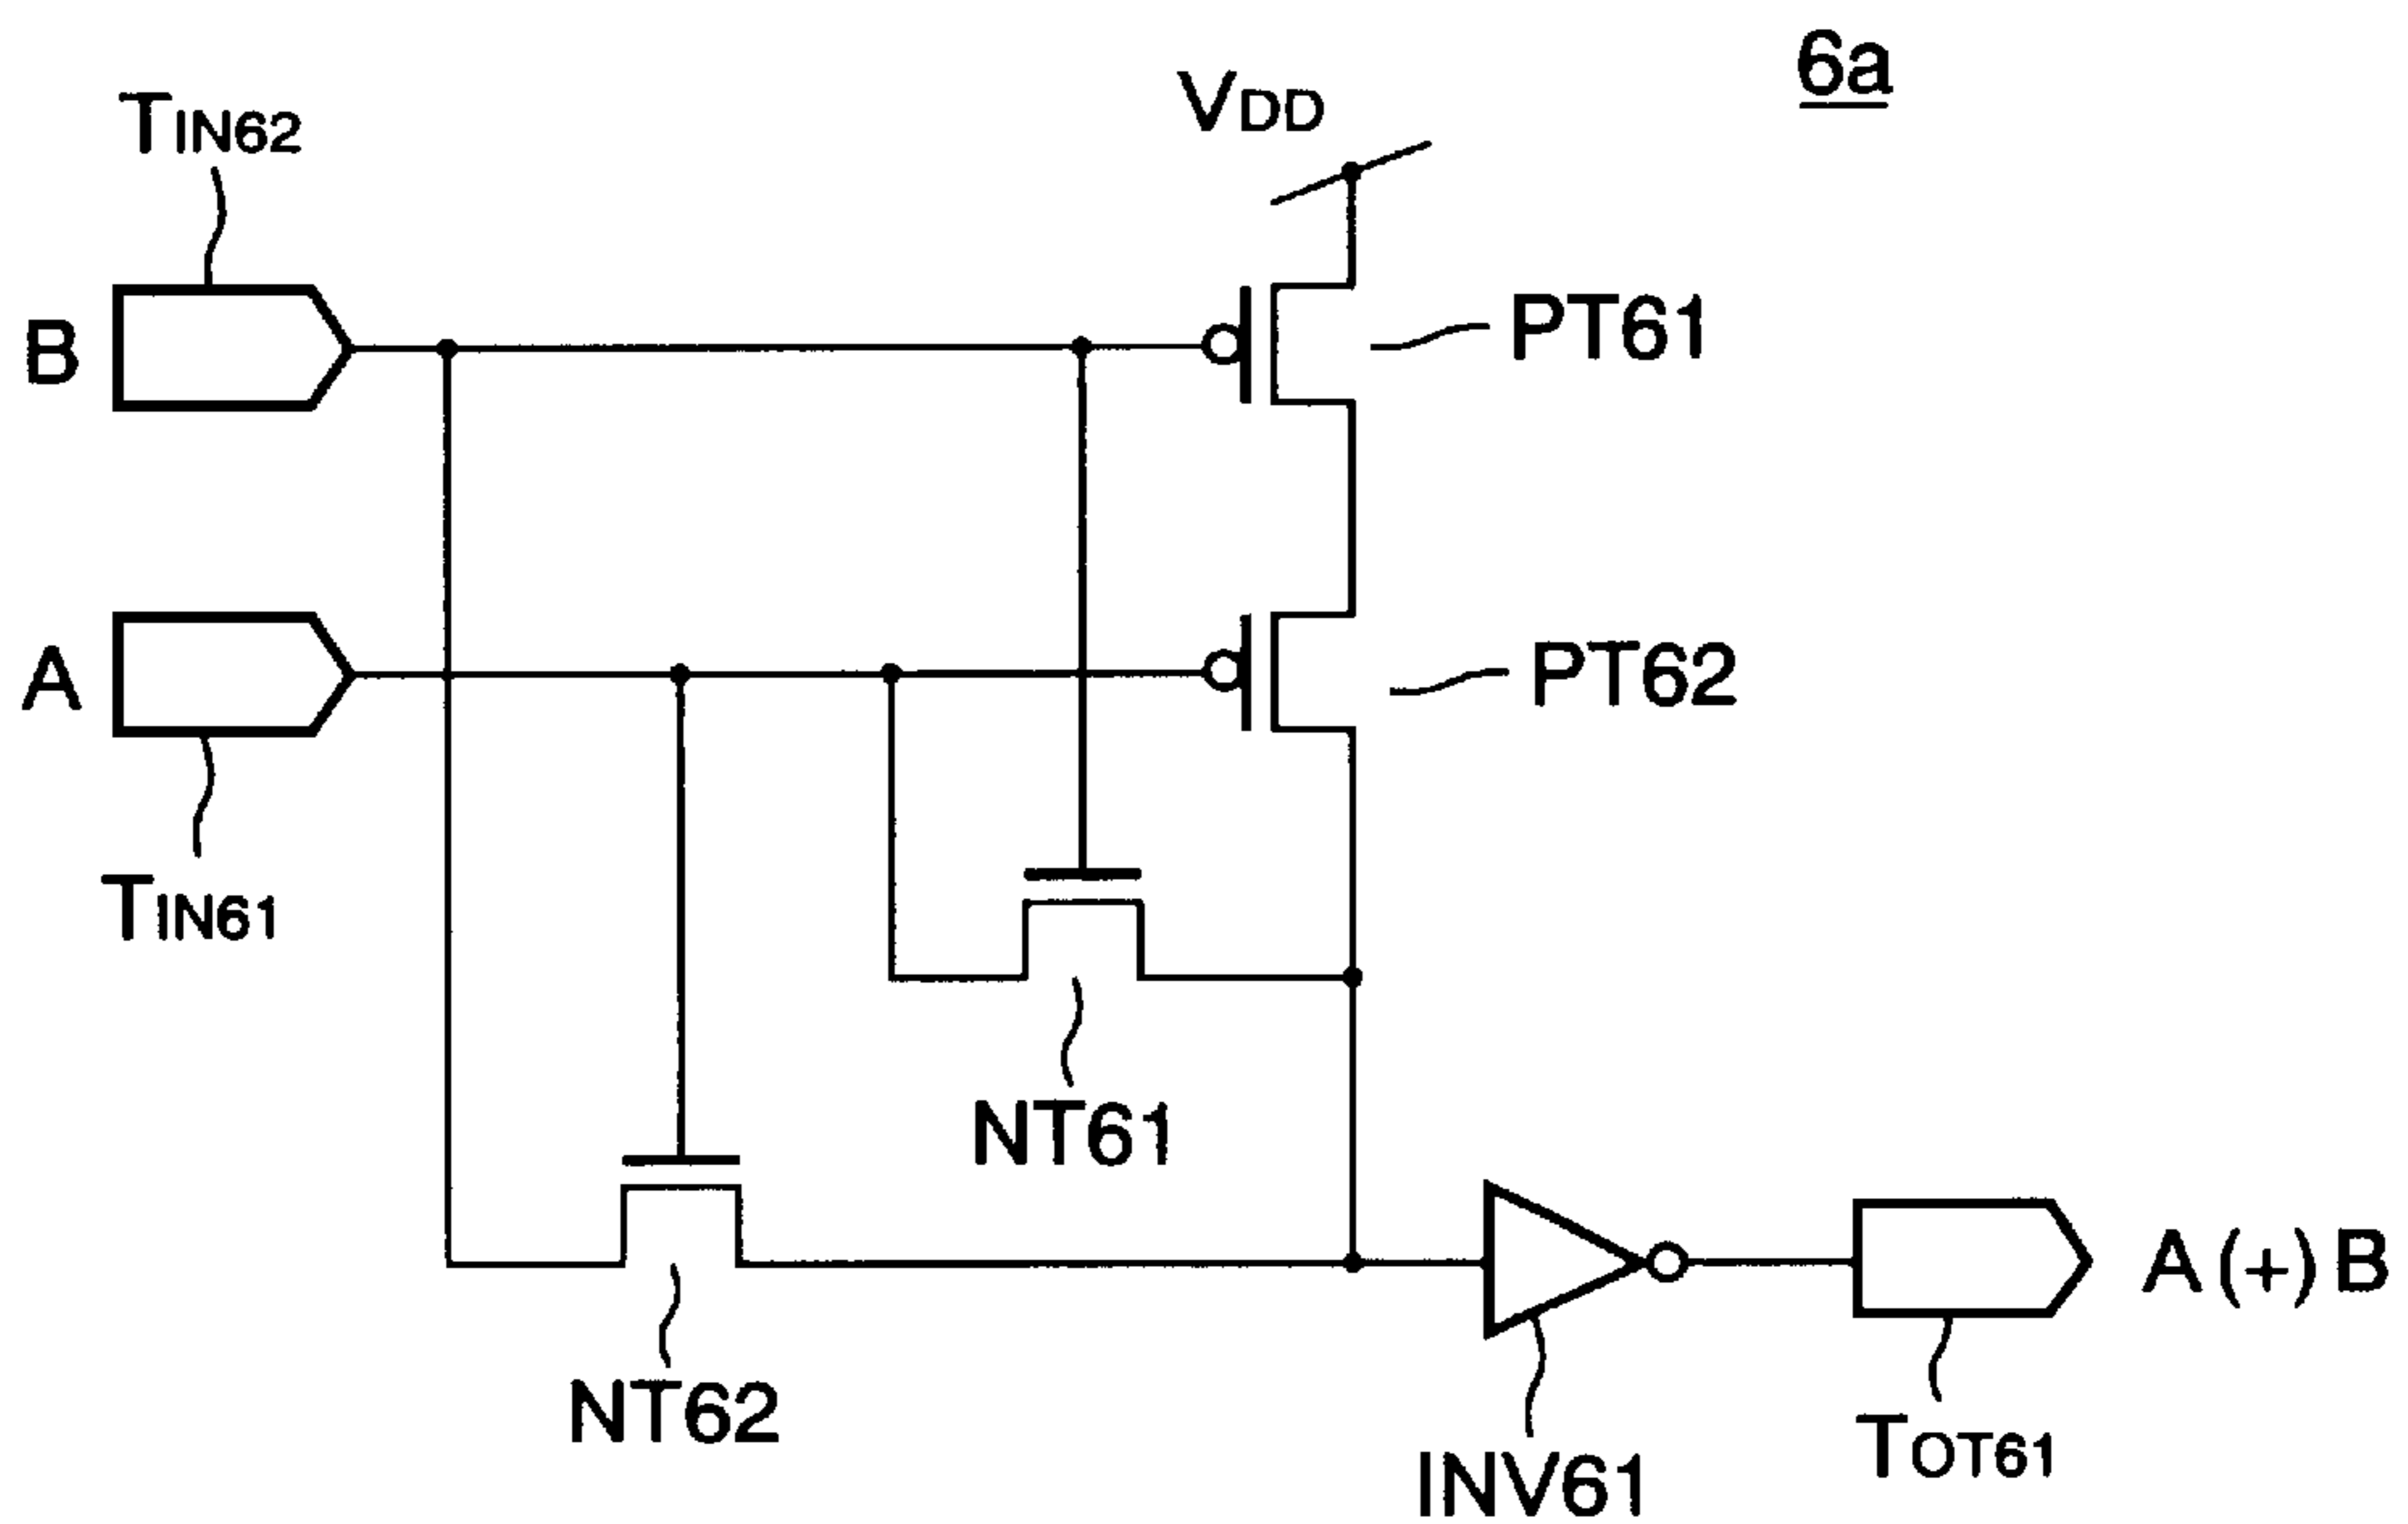 6a
VDD
TIN62
B
PT61
A
PT62
TIN61
NT61
A (+) B
NT62
INV61
TOT61